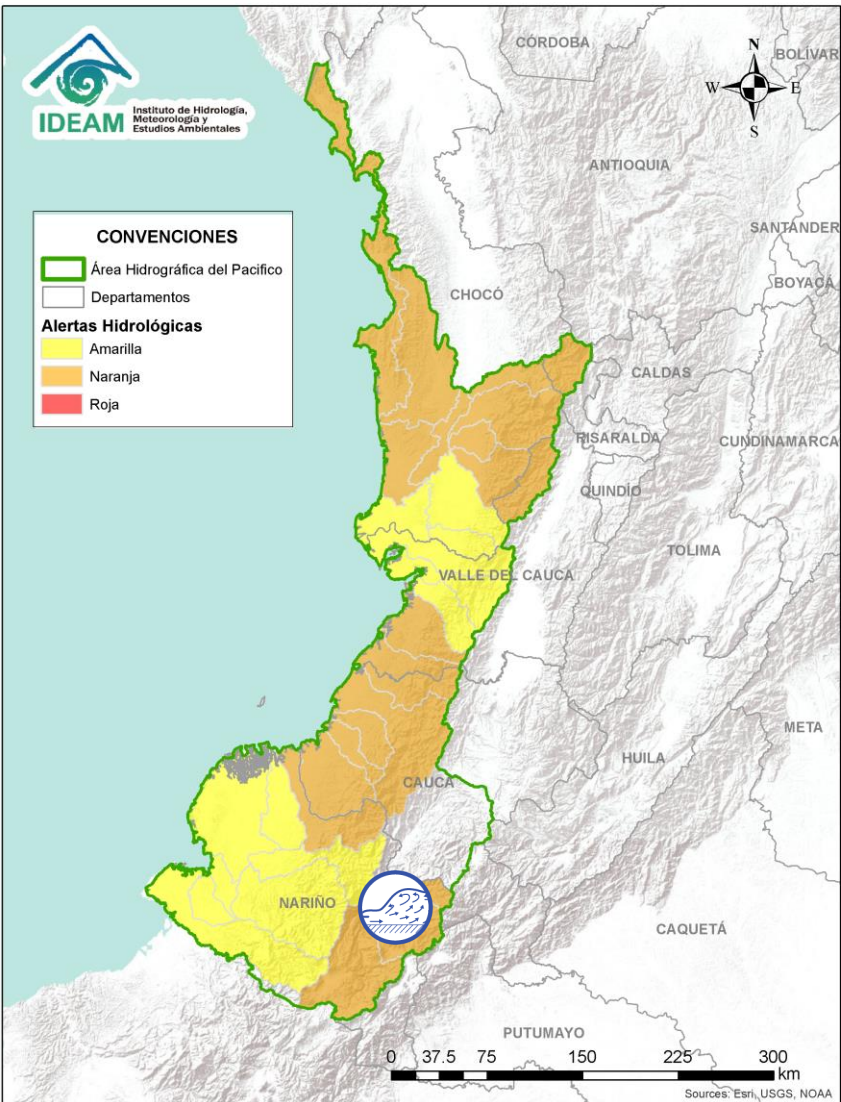 IDEAM
Instituto de Hidrología,
Meteorología y
Estudios Ambientales
N
W
E
S
CÓRDOBA
BOLÍVAR
ANTIOQUIA
SANTANDER
BOYACÁ
CONVENCIONES
Área Hidrográfica del Pacifico
Departamentos
Alertas Hidrológicas
Amarilla
Naranja
Roja
CHOCÓ
CALDAS
RISARALDA
CUNDINAMARCA
QUINDÍO
TOLIMA
VALLE DEL CAUCA
META
HUILA
CAUCA
NARIÑO
CAQUETÁ
PUTUMAYO
0 37.5 75 150 225 300
km
Sources: Esri, USGS, NOAA